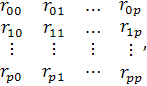 r₀₀ r₀₁ … r₀ₚ
r₁₀ r₁₁ … r₁ₚ
⋮ ⋮ ⋮ ⋮ ,
rₚ₀ rₚ₁ ⋯ rₚₚ